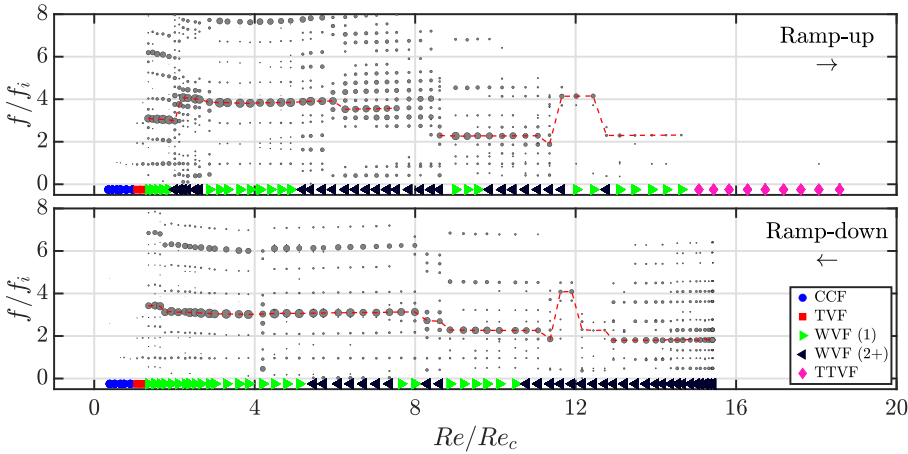 8
6
4
2
0
f/f_i
Ramp-up
→
8
6
4
2
0
f/f_i
Ramp-down
←
CCF
TVF
WVF (1)
WVF (2+)
TTVF
0 4 8 12 16 20
Re/Re_c